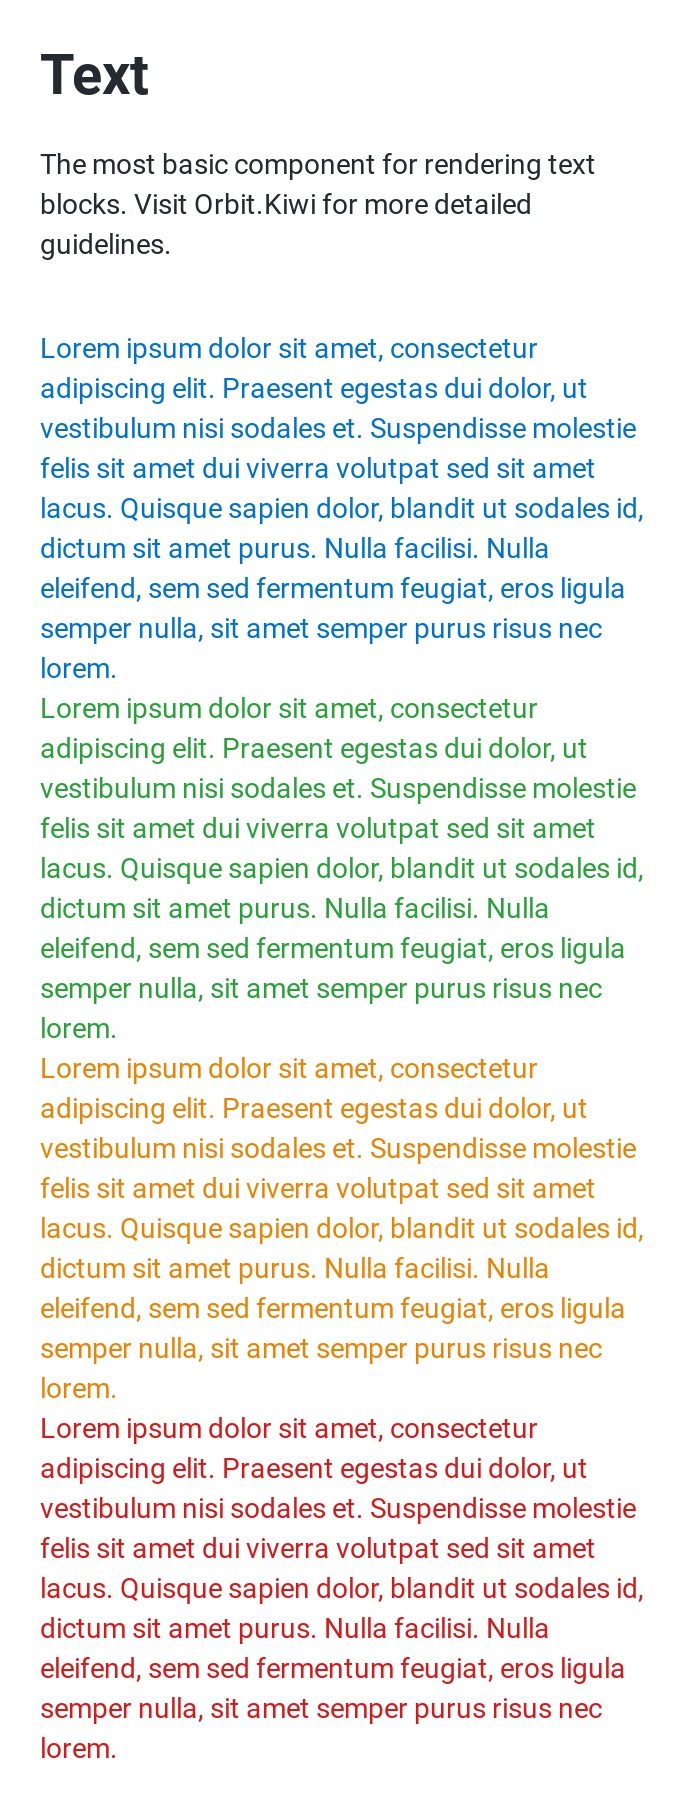 Text
The most basic component for rendering text
blocks. Visit Orbit.Kiwi for more detailed
guidelines.
Lorem ipsum dolor sit amet, consectetur
adipiscing elit. Praesent egestas dui dolor, ut
vestibulum nisi sodales et. Suspendisse molestie
felis sit amet dui viverra volutpat sed sit amet
lacus. Quisque sapien dolor, blandit ut sodales id,
dictum sit amet purus. Nulla facilisi. Nulla
eleifend, sem sed fermentum feugiat, eros ligula
semper nulla, sit amet semper purus risus nec
lorem.
Lorem ipsum dolor sit amet, consectetur
adipiscing elit. Praesent egestas dui dolor, ut
vestibulum nisi sodales et. Suspendisse molestie
felis sit amet dui viverra volutpat sed sit amet
lacus. Quisque sapien dolor, blandit ut sodales id,
dictum sit amet purus. Nulla facilisi. Nulla
eleifend, sem sed fermentum feugiat, eros ligula
semper nulla, sit amet semper purus risus nec
lorem.
Lorem ipsum dolor sit amet, consectetur
adipiscing elit. Praesent egestas dui dolor, ut
vestibulum nisi sodales et. Suspendisse molestie
felis sit amet dui viverra volutpat sed sit amet
lacus. Quisque sapien dolor, blandit ut sodales id,
dictum sit amet purus. Nulla facilisi. Nulla
eleifend, sem sed fermentum feugiat, eros ligula
semper nulla, sit amet semper purus risus nec
lorem.
Lorem ipsum dolor sit amet, consectetur
adipiscing elit. Praesent egestas dui dolor, ut
vestibulum nisi sodales et. Suspendisse molestie
felis sit amet dui viverra volutpat sed sit amet
lacus. Quisque sapien dolor, blandit ut sodales id,
dictum sit amet purus. Nulla facilisi. Nulla
eleifend, sem sed fermentum feugiat, eros ligula
semper nulla, sit amet semper purus risus nec
lorem.